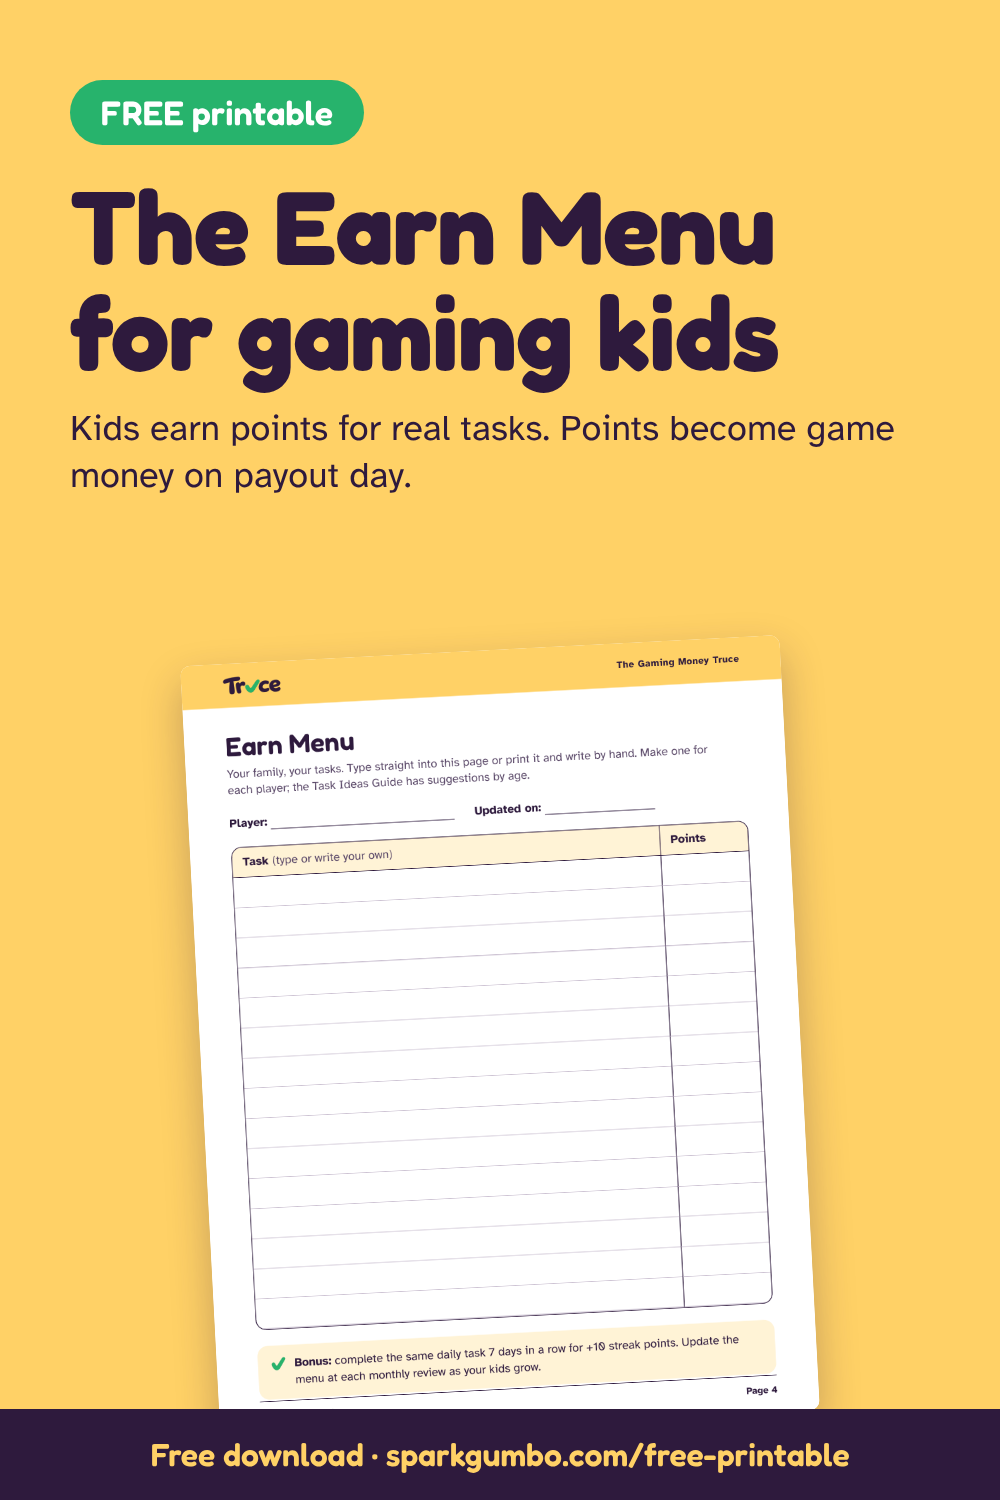 FREE printable
The Earn Menu
for gaming kids
Kids earn points for real tasks. Points become game
money on payout day.
Truce
The Gaming Money Truce
Earn Menu
Your family, your tasks. Type straight into this page or print it and write by hand. Make one for
each player; the Task Ideas Guide has suggestions by age.
Player: Updated on:
Task (type or write your own) Points
Bonus: complete the same daily task 7 days in a row for +10 streak points. Update the
menu at each monthly review as your kids grow.
Page 4
Free download · sparkgumbo.com/free-printable